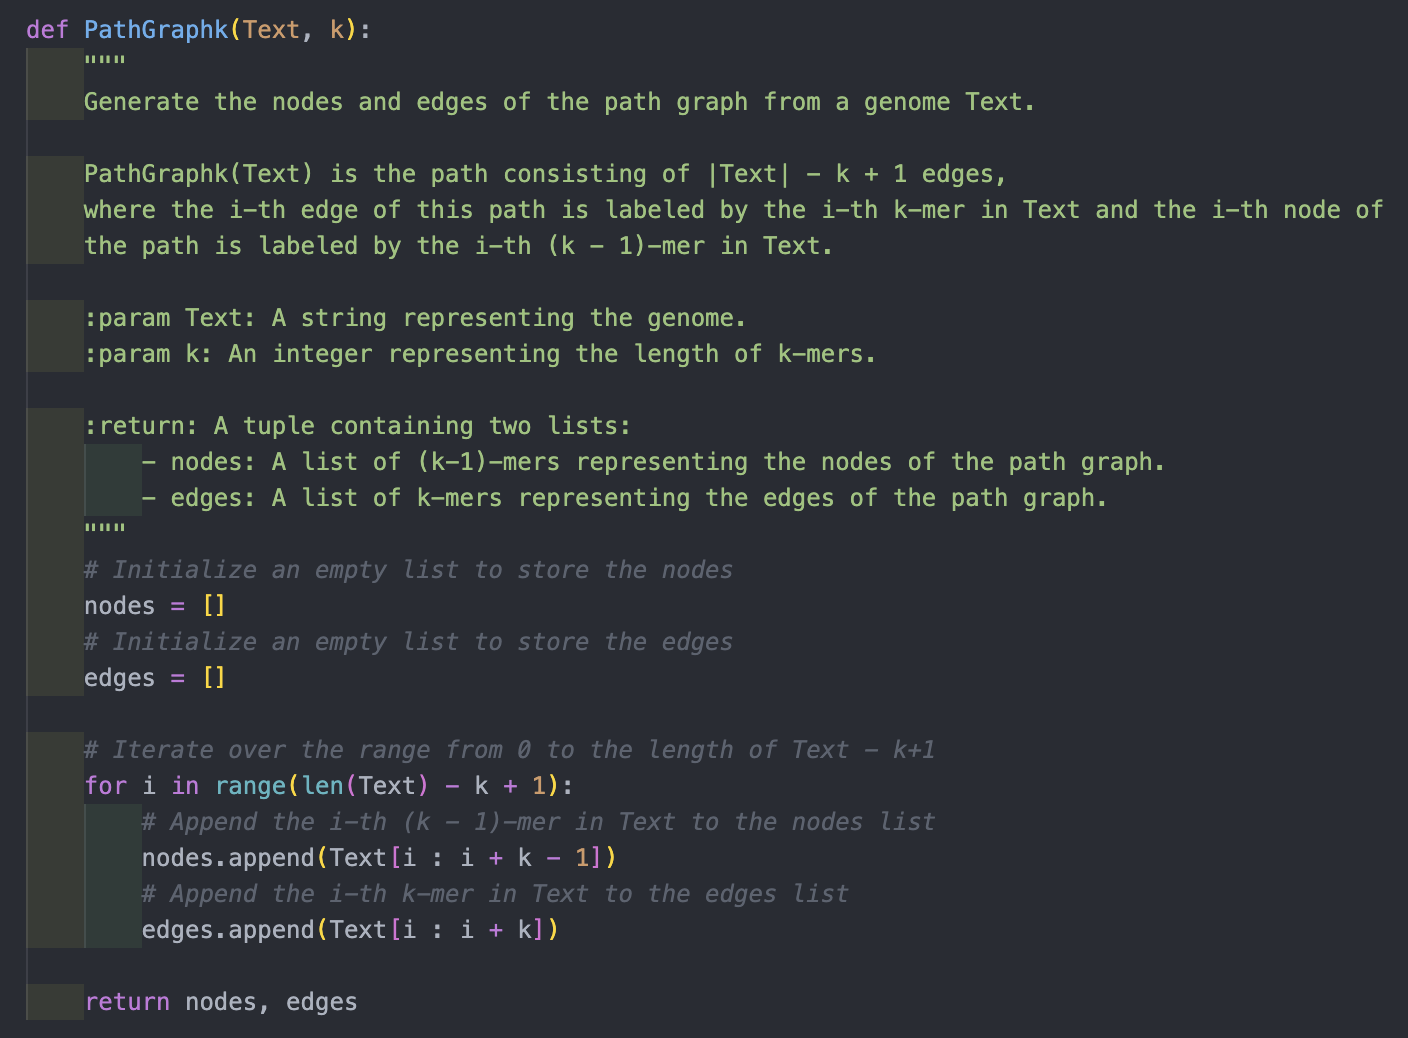 def PathGraphk(Text, k):
    """
    Generate the nodes and edges of the path graph from a genome Text.

    PathGraphk(Text) is the path consisting of |Text| - k + 1 edges,
    where the i-th edge of this path is labeled by the i-th k-mer in Text and the i-th node of
    the path is labeled by the i-th (k - 1)-mer in Text.

    :param Text: A string representing the genome.
    :param k: An integer representing the length of k-mers.

    :return: A tuple containing two lists:
        - nodes: A list of (k-1)-mers representing the nodes of the path graph.
        - edges: A list of k-mers representing the edges of the path graph.
    """
    # Initialize an empty list to store the nodes
    nodes = []
    # Initialize an empty list to store the edges
    edges = []

    # Iterate over the range from 0 to the length of Text - k+1
    for i in range(len(Text) - k + 1):
        # Append the i-th (k - 1)-mer in Text to the nodes list
        nodes.append(Text[i : i + k - 1])
        # Append the i-th k-mer in Text to the edges list
        edges.append(Text[i : i + k])

    return nodes, edges